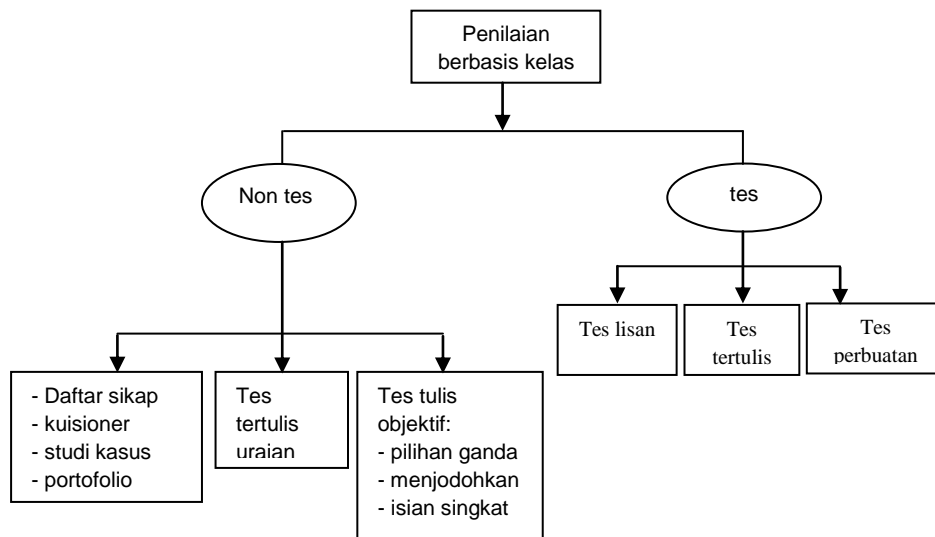 Penilaian
berbasis kelas
Non tes
tes
Tes lisan
Tes
tertulis
Tes
perbuatan
- Daftar sikap
- kuisioner
- studi kasus
- portofolio
Tes
tertulis
uraian
Tes tulis
objektif:
- pilihan ganda
- menjodohkan
- isian singkat